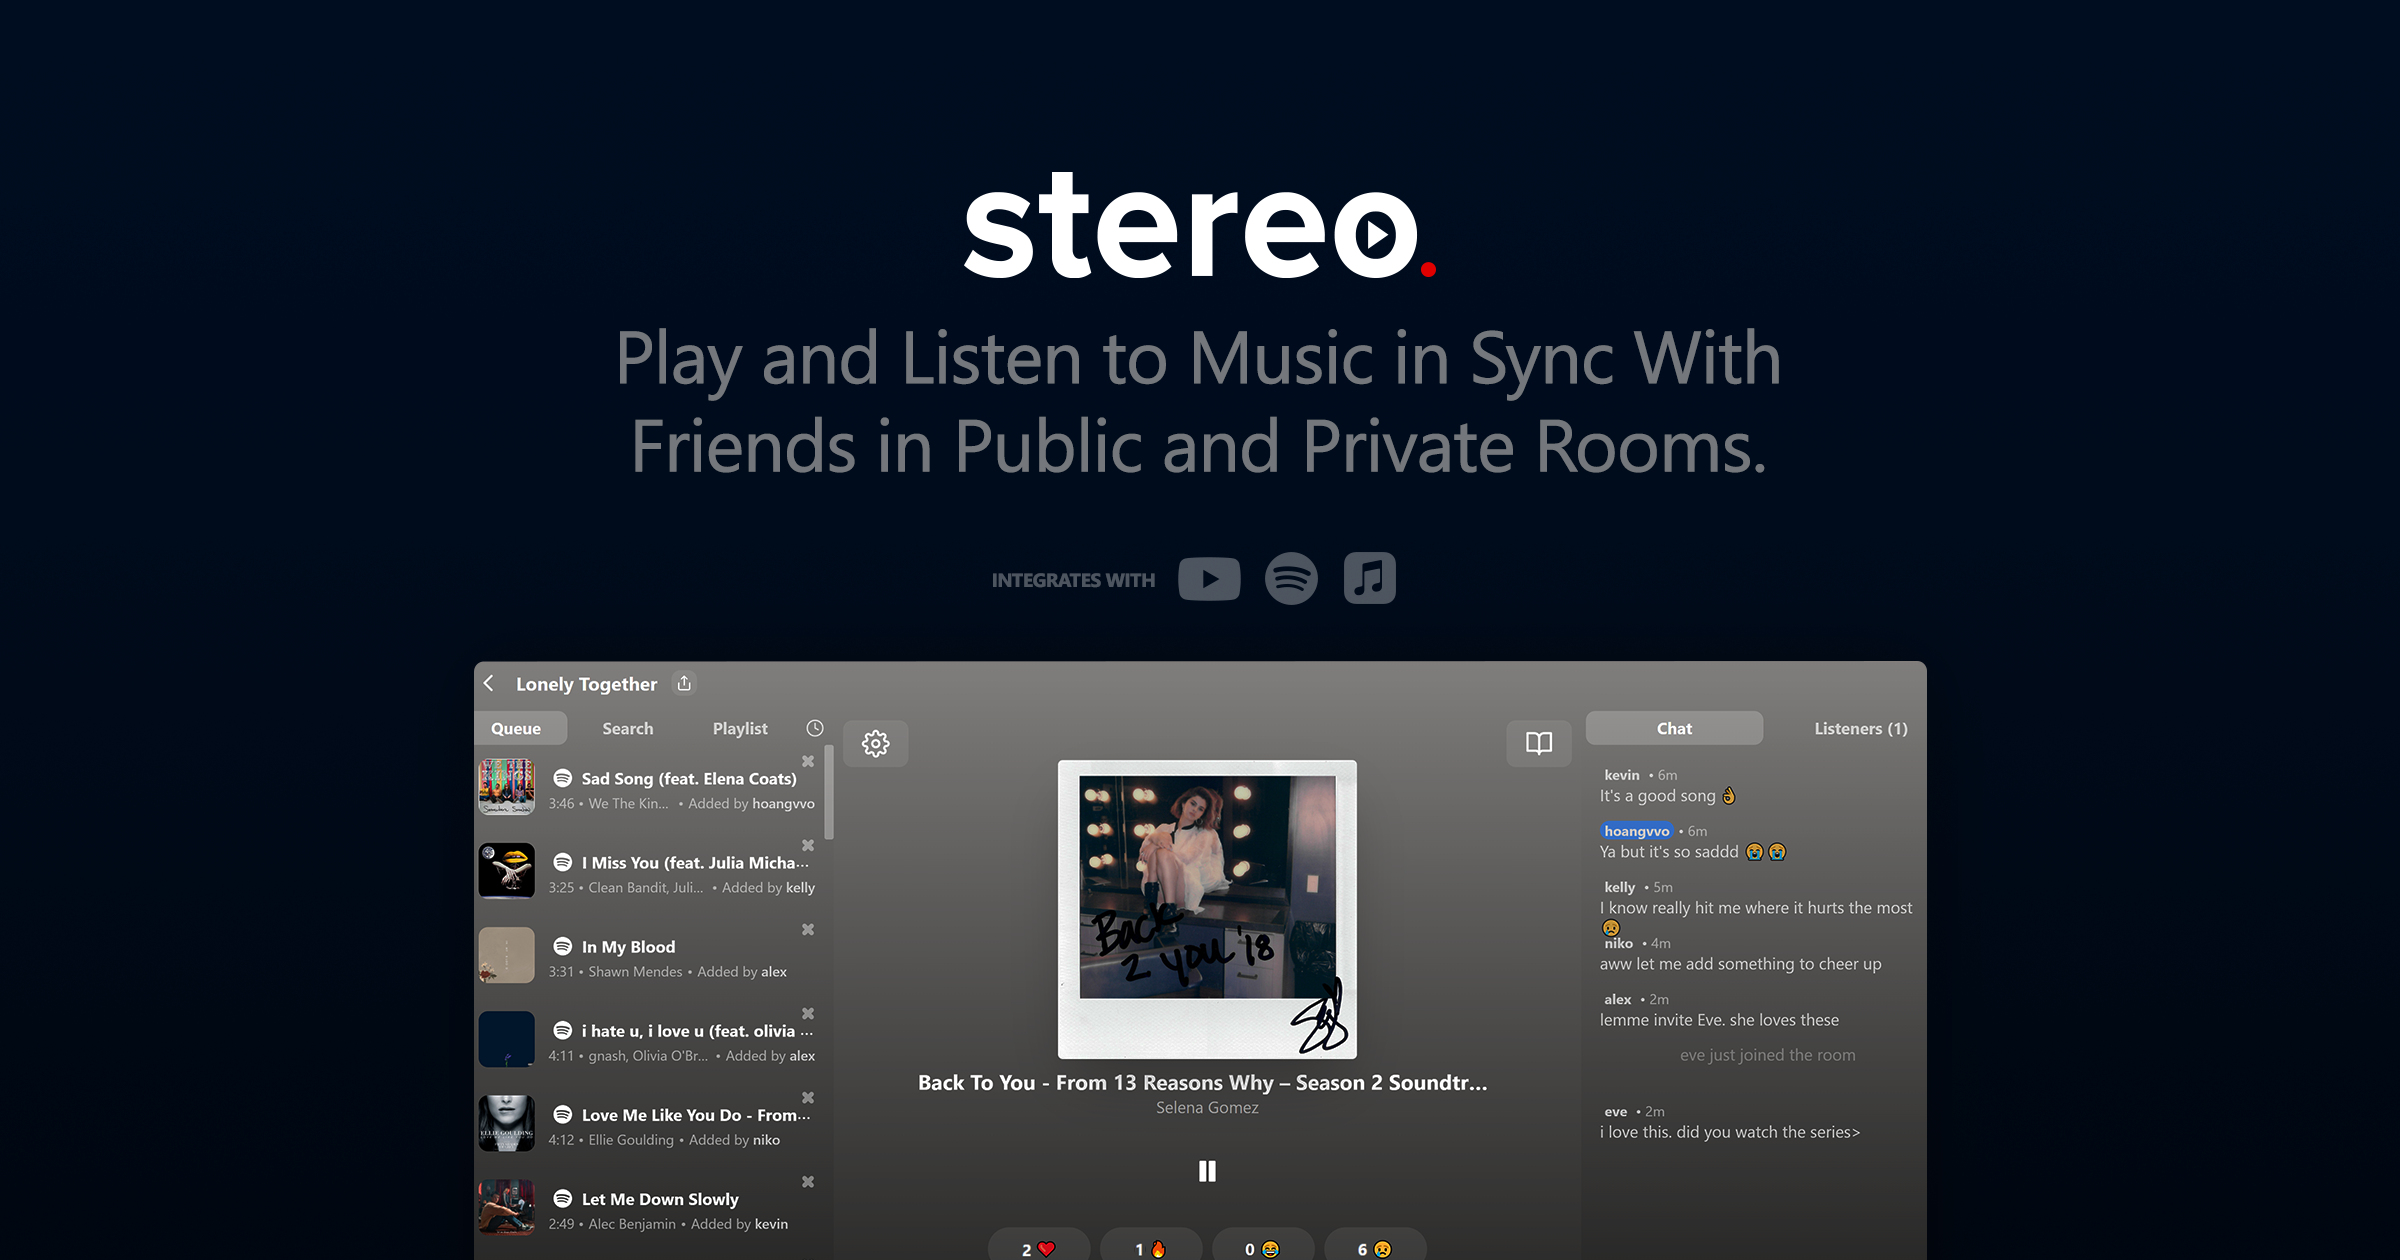 stereo.
Play and Listen to Music in Sync With
Friends in Public and Private Rooms.
INTEGRATES WITH
Lonely Together
Queue Search Playlist
Sad Song (feat. Elena Coats)
3:46 • We The Kin... • Added by hoangvvo
I Miss You (feat. Julia Micha...
3:25 • Clean Bandit, Juli... • Added by kelly
In My Blood
3:31 • Shawn Mendes • Added by alex
i hate u, i love u (feat. olivia ...
4:11 • gnash, Olivia O'Br... • Added by alex
ELLIE GOULDING
Love Me Like You Do - From...
4:12 • Ellie Goulding • Added by niko
Let Me Down Slowly
2:49 • Alec Benjamin • Added by kevin
Back
2 you '18
Back To You - From 13 Reasons Why – Season 2 Soundtr...
Selena Gomez
2 ❤️ 1 🔥 0 😂 6 😢
Chat Listeners (1)
kevin • 6m
It's a good song 👌
hoangvvo • 6m
Ya but it's so saddd 😭 😭
kelly • 5m
I know really hit me where it hurts the most
😢
niko • 4m
aww let me add something to cheer up
alex • 2m
lemme invite Eve. she loves these
eve just joined the room
eve • 2m
i love this. did you watch the series>